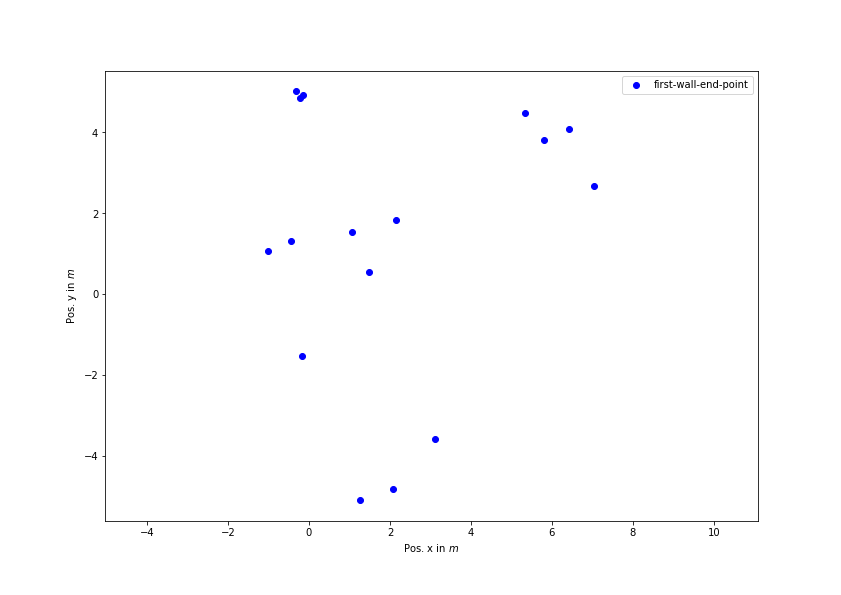 first-wall-end-point
4
2
0
−2
−4
Pos. y in m
−4 −2 0 2 4 6 8 10
Pos. x in m